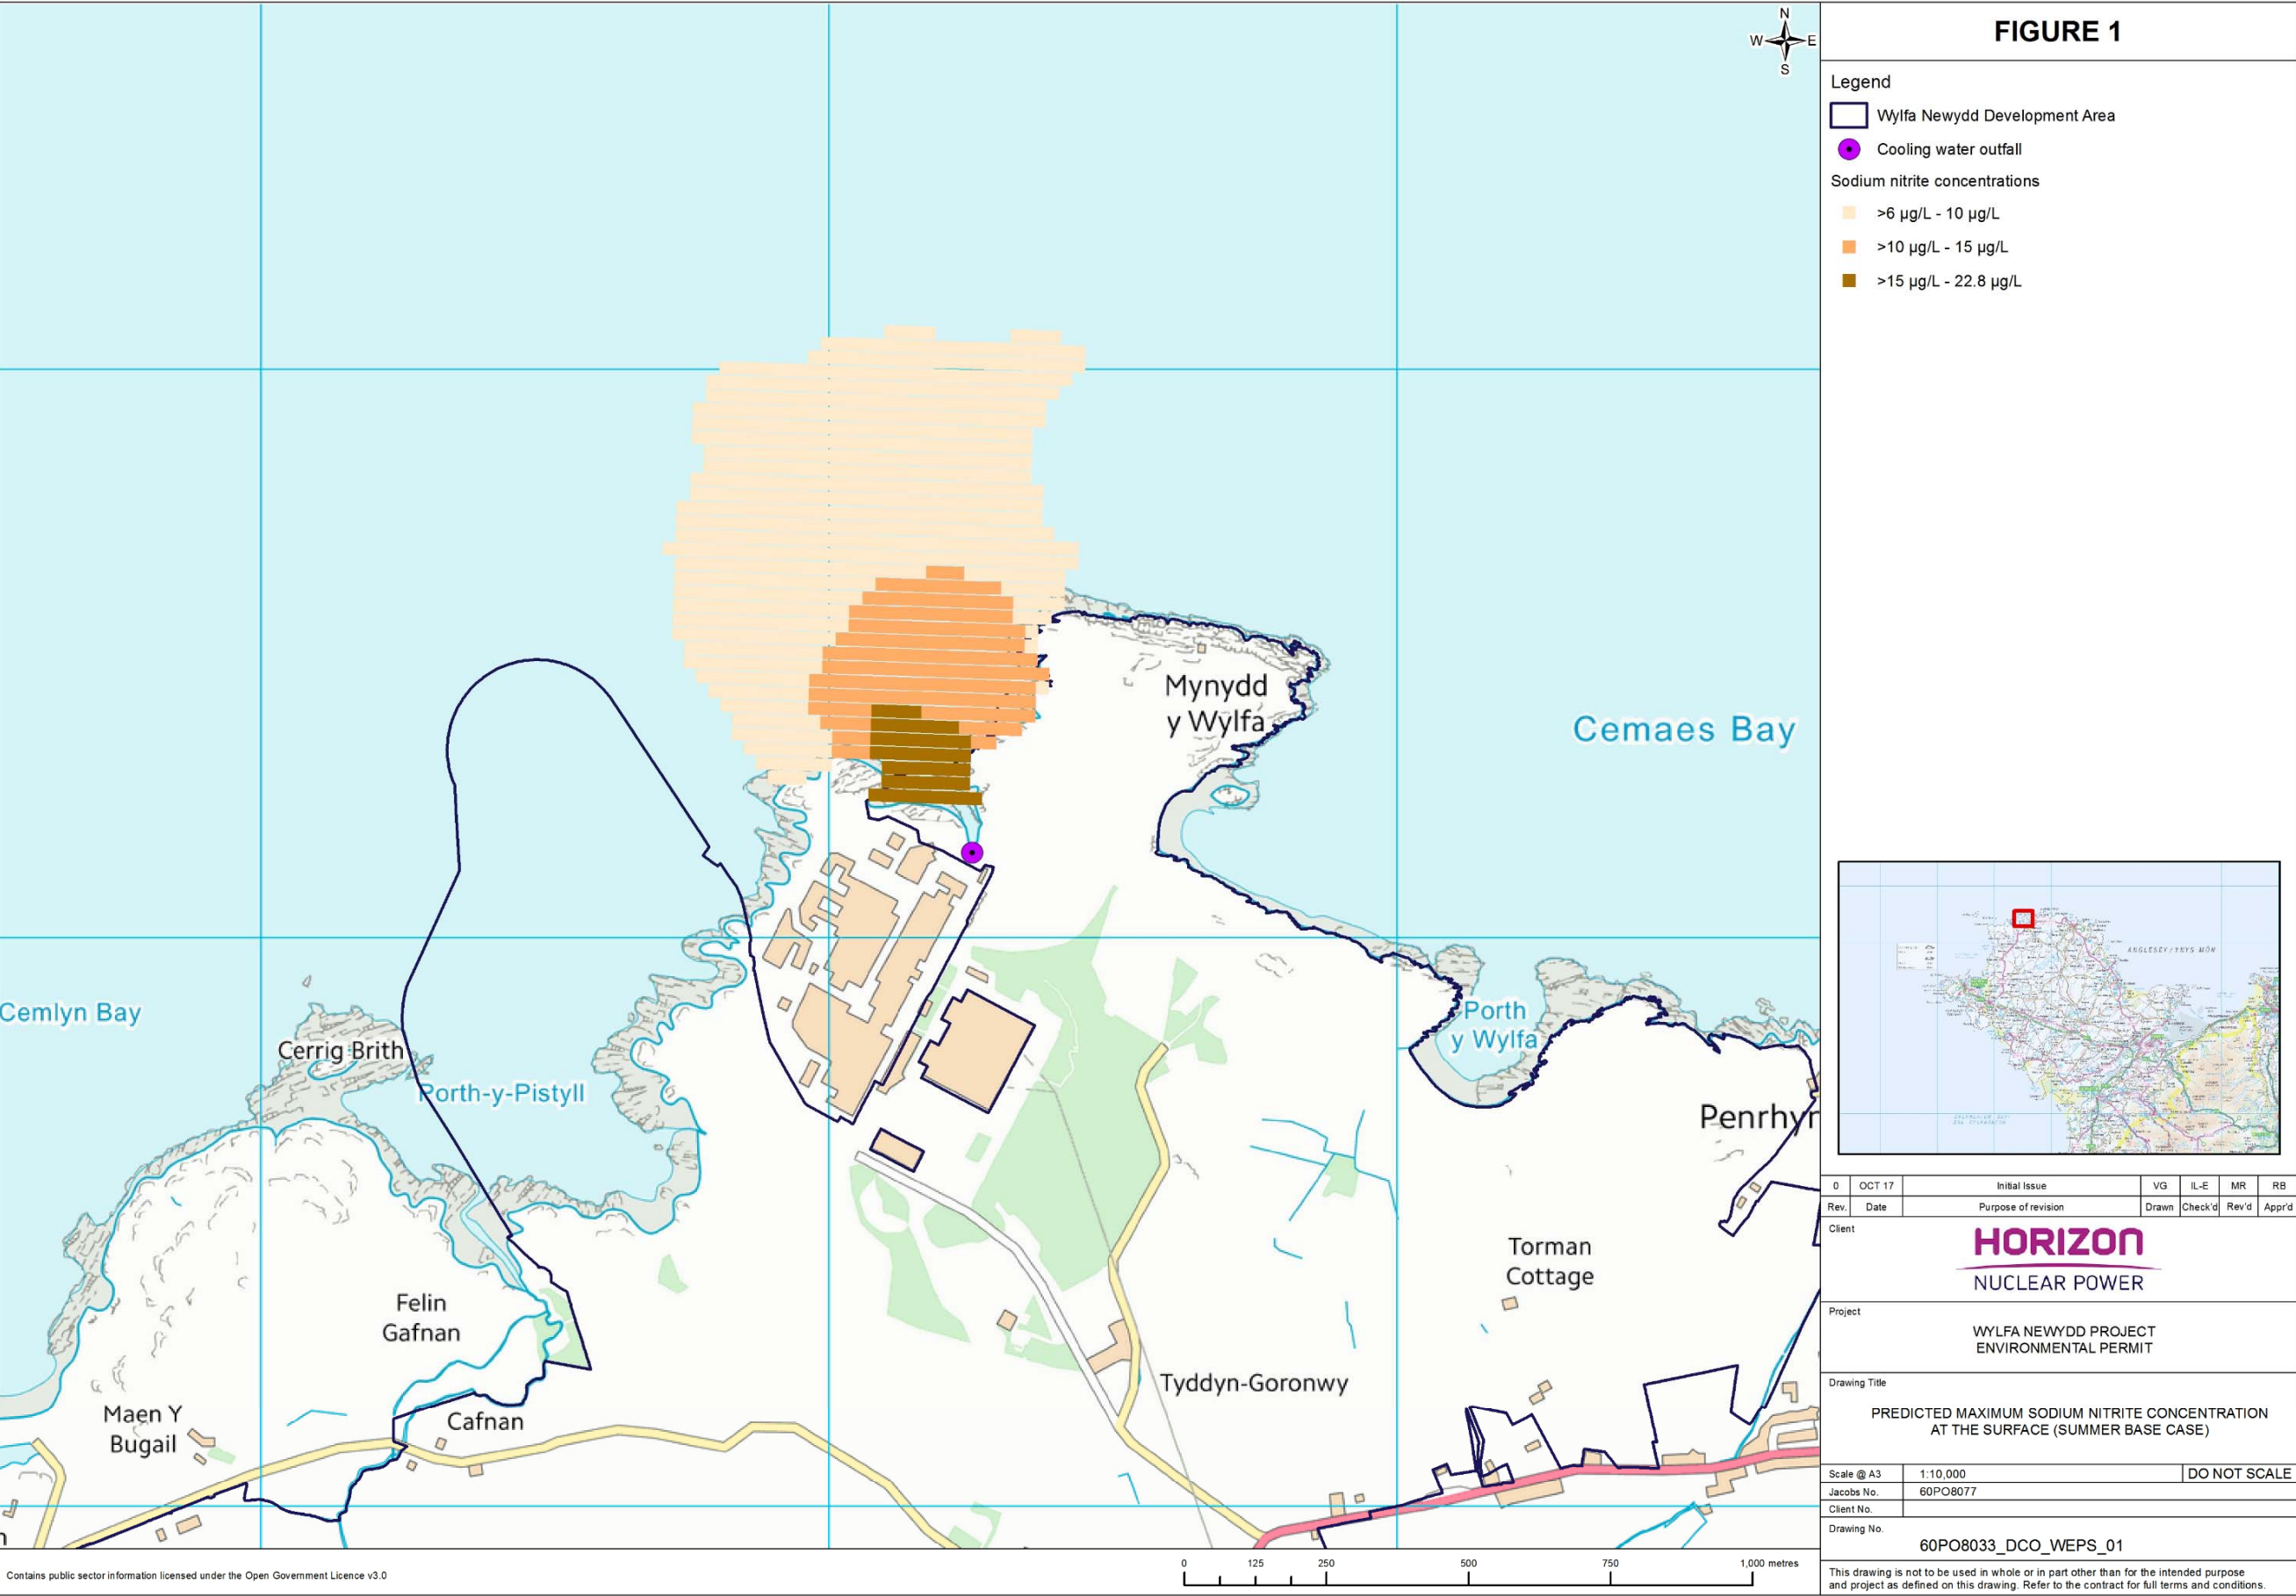 N
W E
S
Cemaes Bay
Mynydd
y Wylfa
Cemlyn Bay
Cerrig Brith
Porth-y-Pistyll
Porth
y Wylfa
Penrhyn
Torman
Cottage
Felin
Gafnan
Tyddyn-Goronwy
Maen Y
Bugail
Cafnan
Contains public sector information licensed under the Open Government Licence v3.0
0 125 250 500 750 1,000 metres
FIGURE 1
Legend
Wylfa Newydd Development Area
Cooling water outfall
Sodium nitrite concentrations
>6 µg/L - 10 µg/L
>10 µg/L - 15 µg/L
>15 µg/L - 22.8 µg/L
ANGLESEY / YNYS MÔN
0 OCT 17 Initial Issue VG IL-E MR RB
Rev. Date Purpose of revision Drawn Check'd Rev'd Appr'd
Client
HORIZON
NUCLEAR POWER
Project
WYLFA NEWYDD PROJECT
ENVIRONMENTAL PERMIT
Drawing Title
PREDICTED MAXIMUM SODIUM NITRITE CONCENTRATION
AT THE SURFACE (SUMMER BASE CASE)
Scale @ A3 1:10,000 DO NOT SCALE
Jacobs No. 60PO8077
Client No.
Drawing No.
60PO8033_DCO_WEPS_01
This drawing is not to be used in whole or in part other than for the intended purpose
and project as defined on this drawing. Refer to the contract for full terms and conditions.